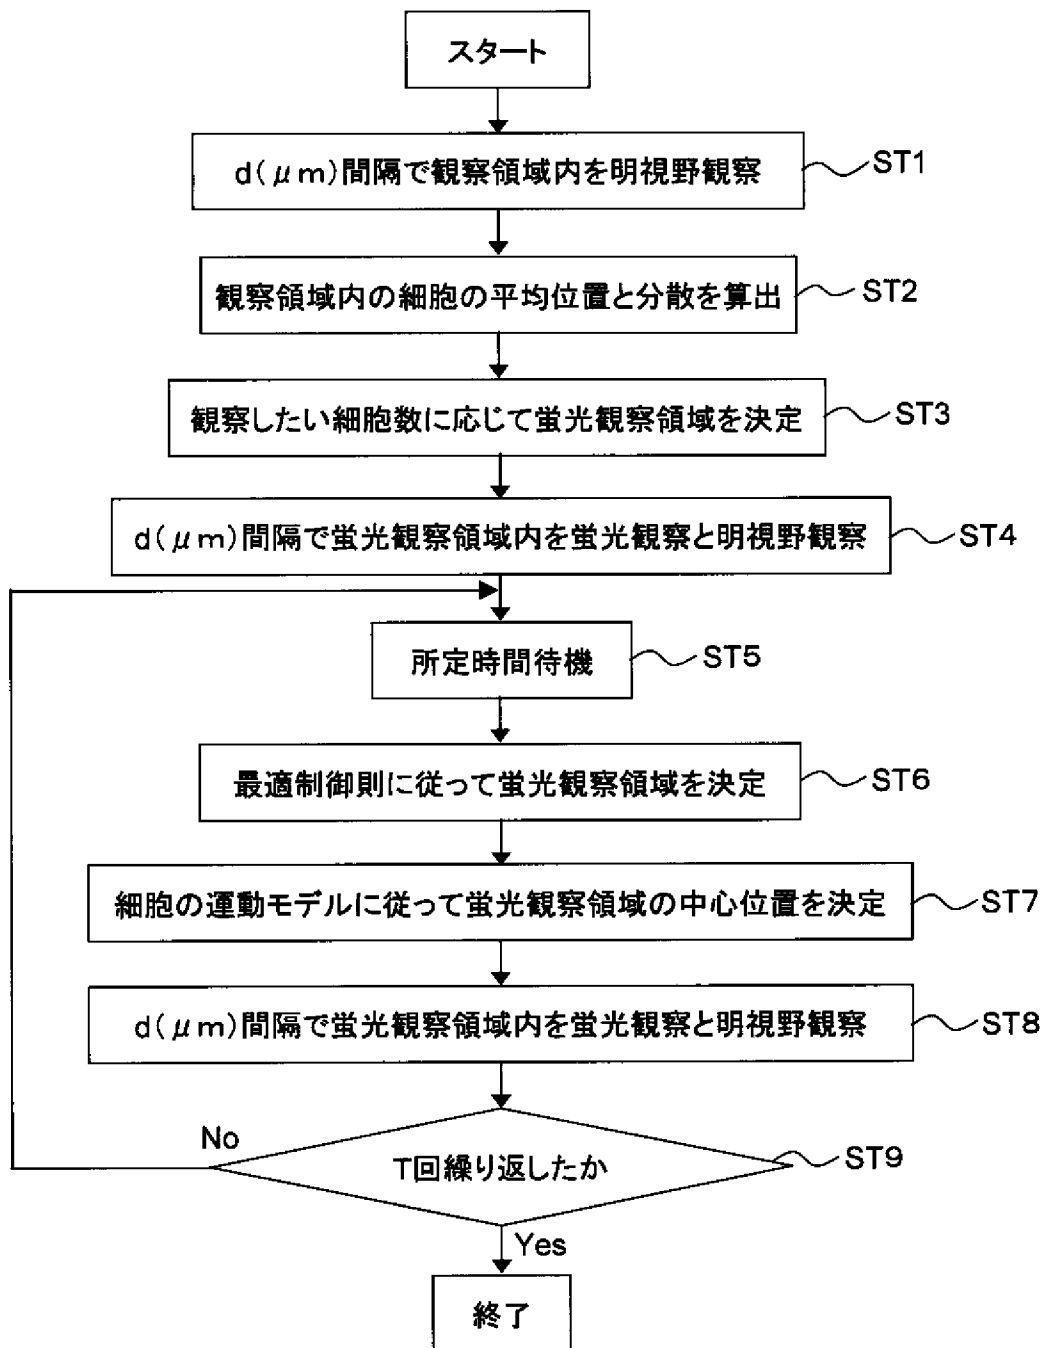 スタート
d(μm)間隔で観察領域内を明視野観察
ST1
観察領域内の細胞の平均位置と分散を算出
ST2
観察したい細胞数に応じて蛍光観察領域を決定
ST3
d(μm)間隔で蛍光観察領域内を蛍光観察と明視野観察
ST4
所定時間待機
ST5
最適制御則に従って蛍光観察領域を決定
ST6
細胞の運動モデルに従って蛍光観察領域の中心位置を決定
ST7
d(μm)間隔で蛍光観察領域内を蛍光観察と明視野観察
ST8
No
T回繰り返したか
ST9
Yes
終了